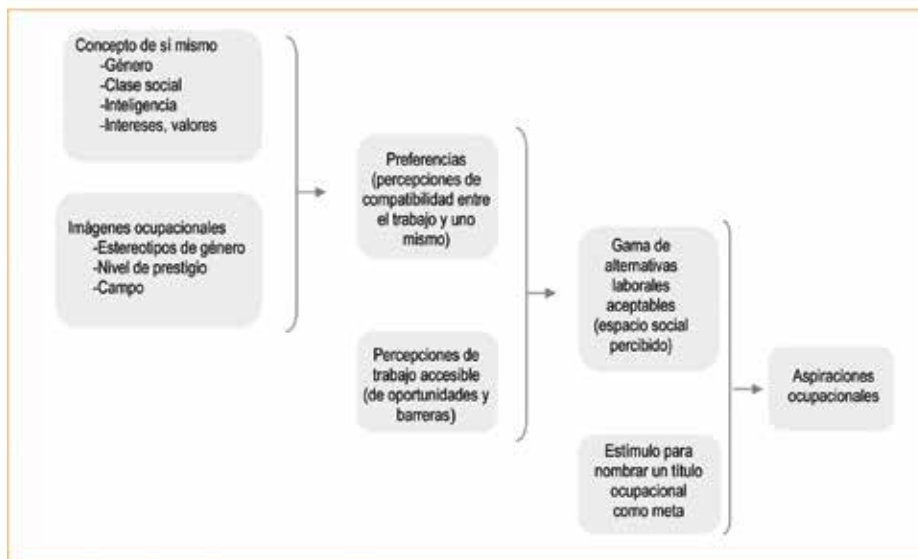 Concepto de sí mismo
-Género
-Clase social
-Inteligencia
-Intereses, valores
Imágenes ocupacionales
-Estereotipos de género
-Nivel de prestigio
-Campo
Preferencias
(percepciones de
compatibilidad entre
el trabajo y uno
mismo)
Percepciones de
trabajo accesible
(de oportunidades y
barreras)
Gama de
alternativas
laborales
aceptables
(espacio social
percibido)
Estímulo para
nombrar un título
ocupacional
como meta
Aspiraciones
ocupacionales